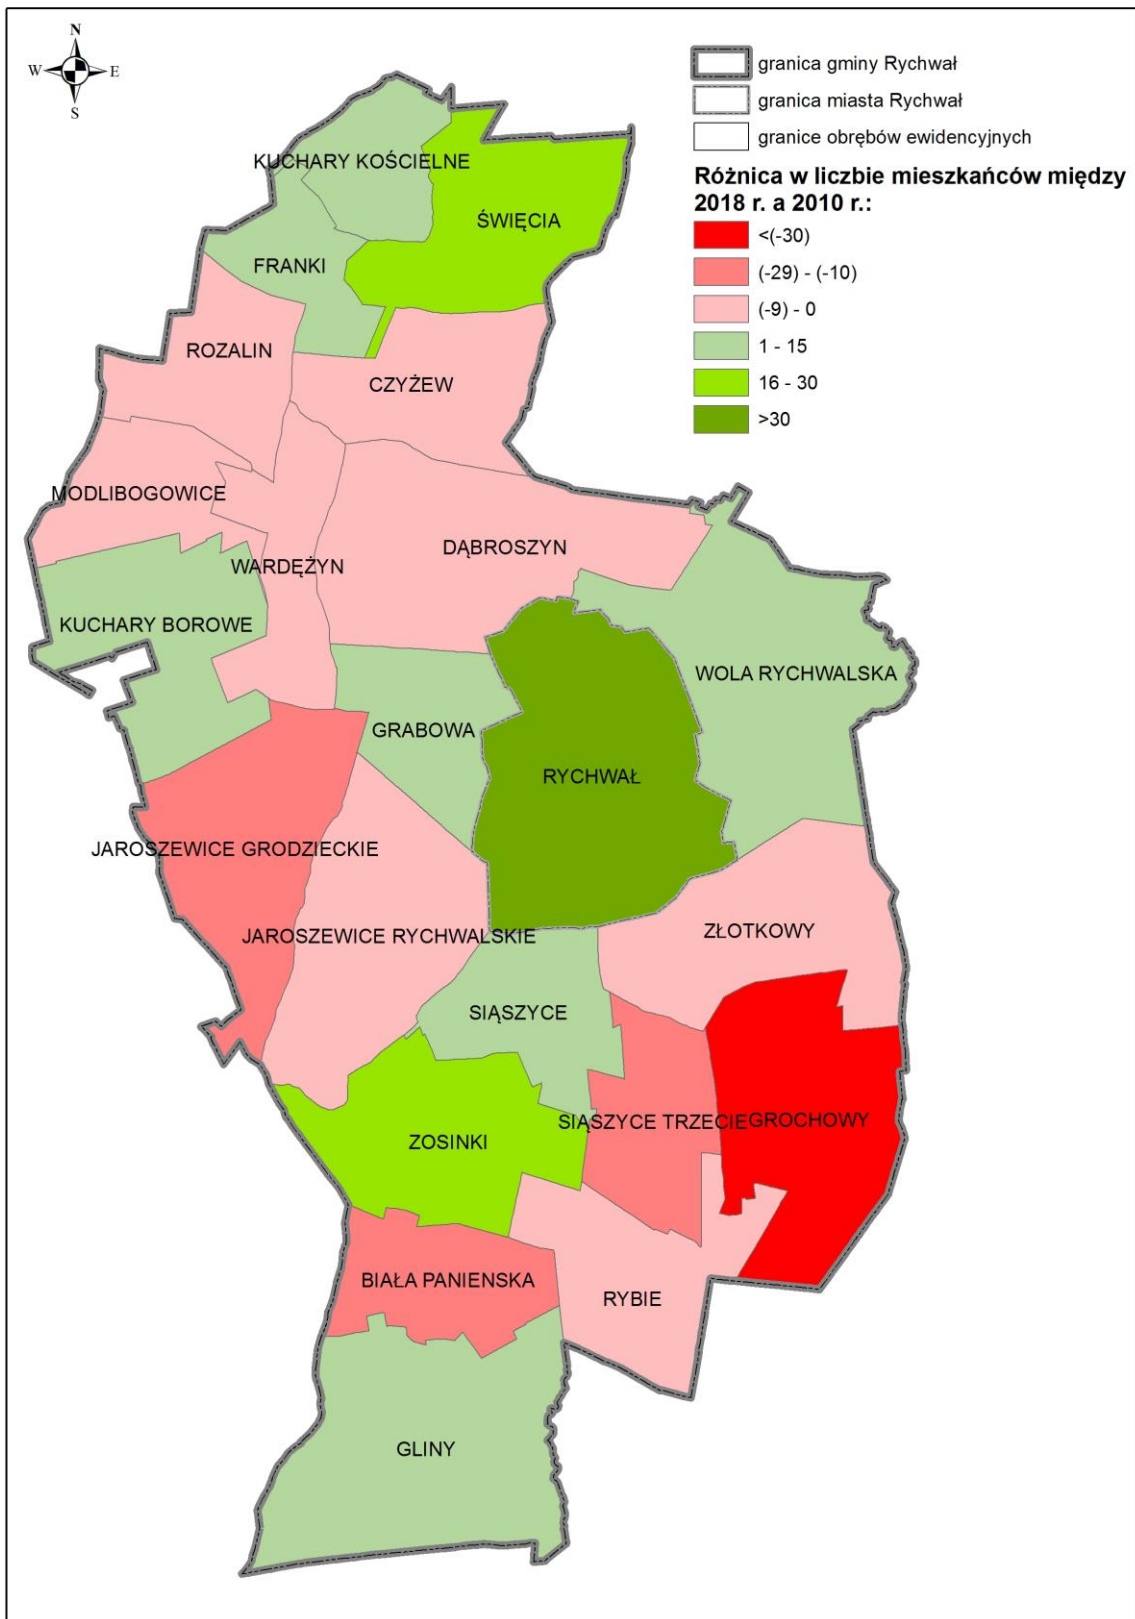 N
W E
S
granica gminy Rychwał
granica miasta Rychwał
granice obrębów ewidencyjnych
Różnica w liczbie mieszkańców między
2018 r. a 2010 r.:
<(-30)
(-29) - (-10)
(-9) - 0
1 - 15
16 - 30
>30
KUCHARY KOŚCIELNE
ŚWIĘCIA
FRANKI
ROZALIN
CZYŻEW
MODLIBOGOWICE
DĄBROSZYN
WARDĘŻYN
KUCHARY BOROWE
WOLA RYCHWALSKA
GRABOWA
RYCHWAŁ
JAROSZEWICE GRODZIECKIE
JAROSZEWICE RYCHWALSKIE
ZŁOTKOWY
SIĄSZYCE
SIĄSZYCE TRZECIE
GROCHOWY
ZOSINKI
BIAŁA PANIENSKA
RYBIE
GLINY